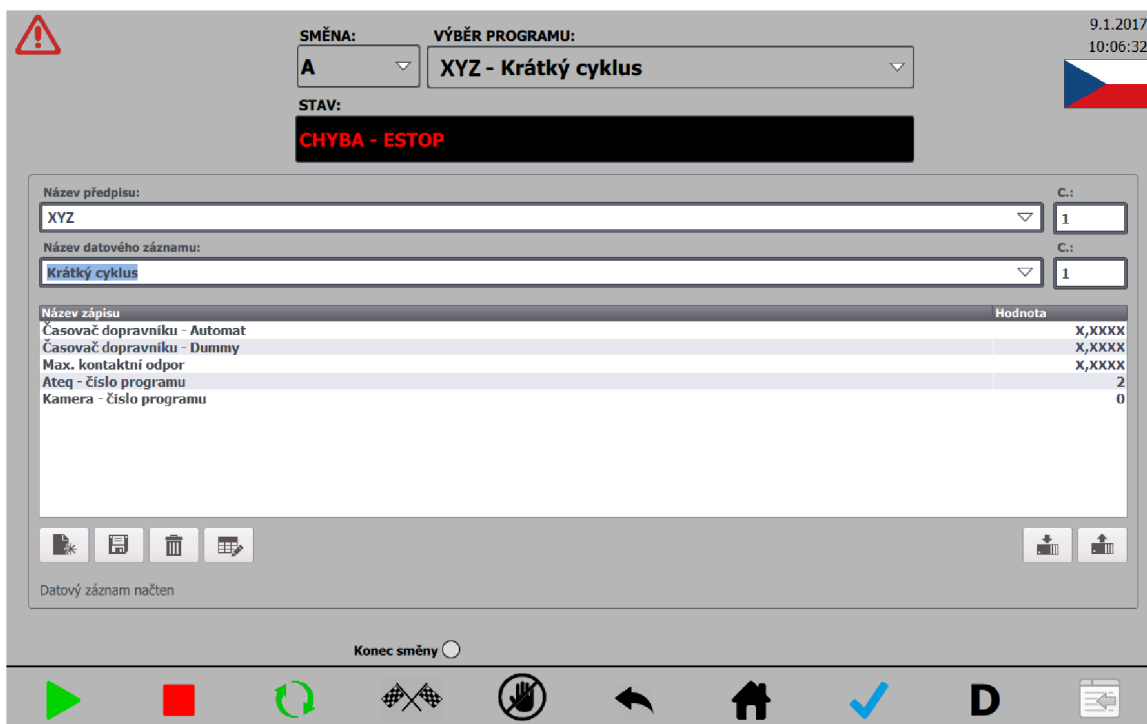 SMĚNA: VÝBĚR PROGRAMU: 9.1.2017
10:06:32
A XYZ - Krátký cyklus
STAV:
CHYBA - ESTOP
Název předpisu: C.:
XYZ 1
Název datového záznamu: C.:
Krátký cyklus 1
Název zápisu Hodnota
Časovač dopravníku - Automat X,XXXX
Časovač dopravníku - Dummy X,XXXX
Max. kontaktní odpor X,XXXX
Ateq - číslo programu 2
Kamera - číslo programu 0
Datový záznam načten
Konec směny
D